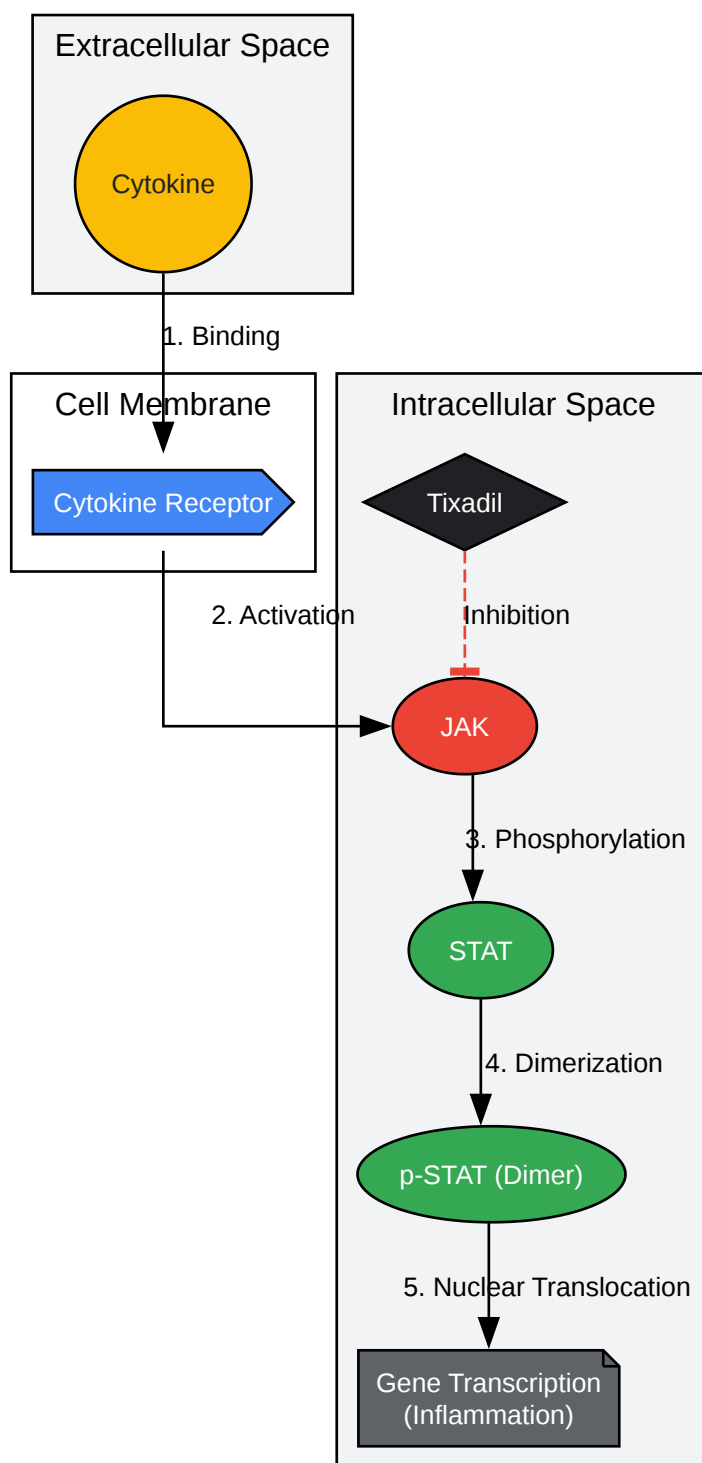 Extracellular Space
Cytokine
1. Binding
Cell Membrane
Intracellular Space
Cytokine Receptor
Tixadil
2. Activation
Inhibition
JAK
3. Phosphorylation
STAT
4. Dimerization
p-STAT (Dimer)
5. Nuclear Translocation
Gene Transcription
(Inflammation)